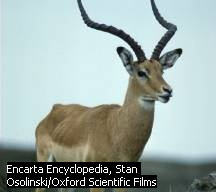 Encarta Encyclopedia, Stan
Osolinski/Oxford Scientific Films